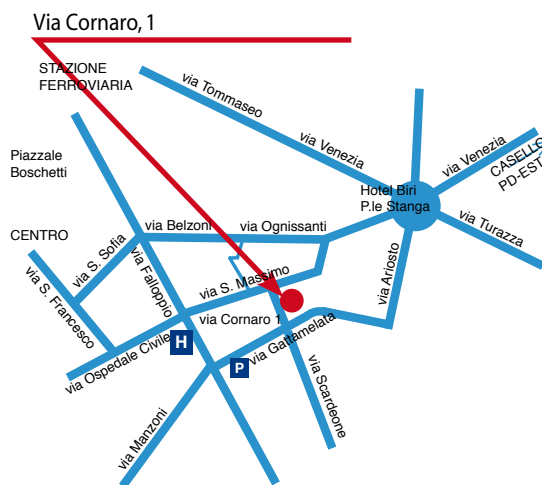 Via Cornaro, 1
STAZIONE
FERROVIARIA
via Tommaseo
via Venezia
via Venezia
CASELLO
PD-EST
Piazzale
Boschetti
Hotel Biri
P.le Stanga
via Turazza
CENTRO
via Belzoni
via Ognissanti
via S. Sofia
via Falloppio
via S. Francesco
via S. Massimo
via Ariosto
via Cornaro 1
via Ospedale Civile
H
via Gattamelata
P
via Scardeone
via Manzoni